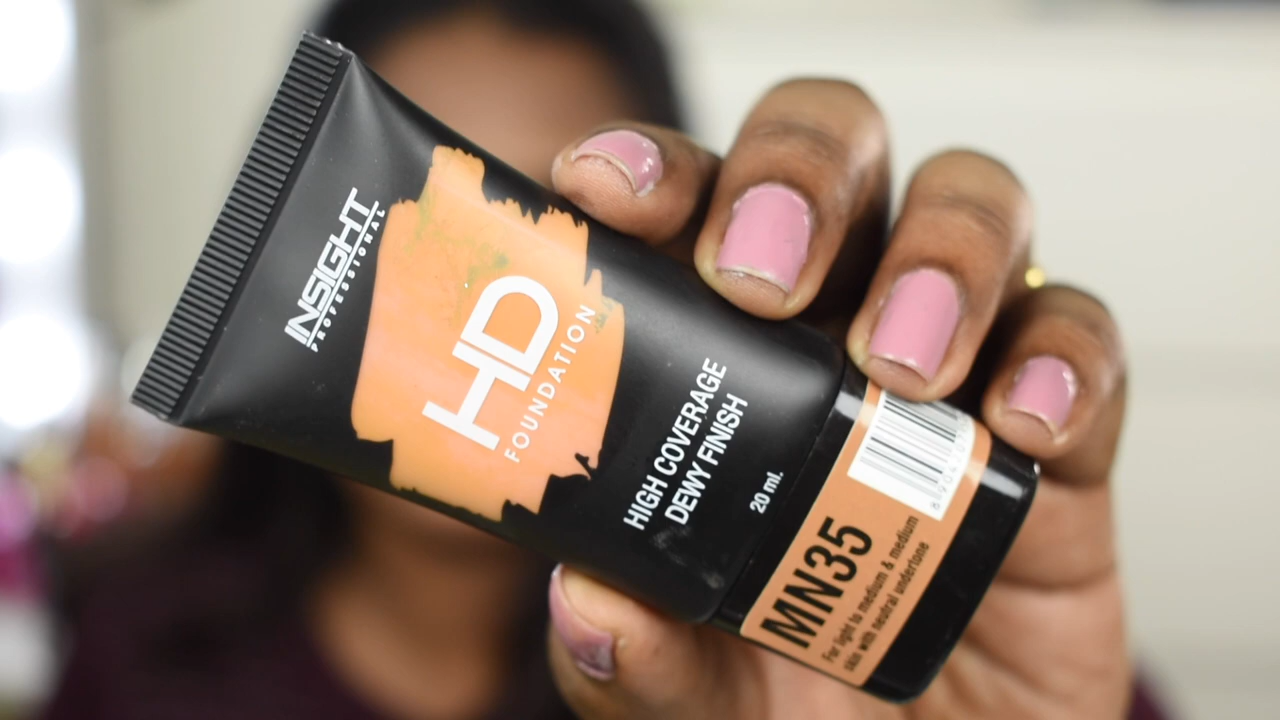 INSIGHT
PROFESSIONAL
HD
FOUNDATION
HIGH COVERAGE
DEWY FINISH
20 ml.
MN35
For light to medium & medium
skin with neutral undertone